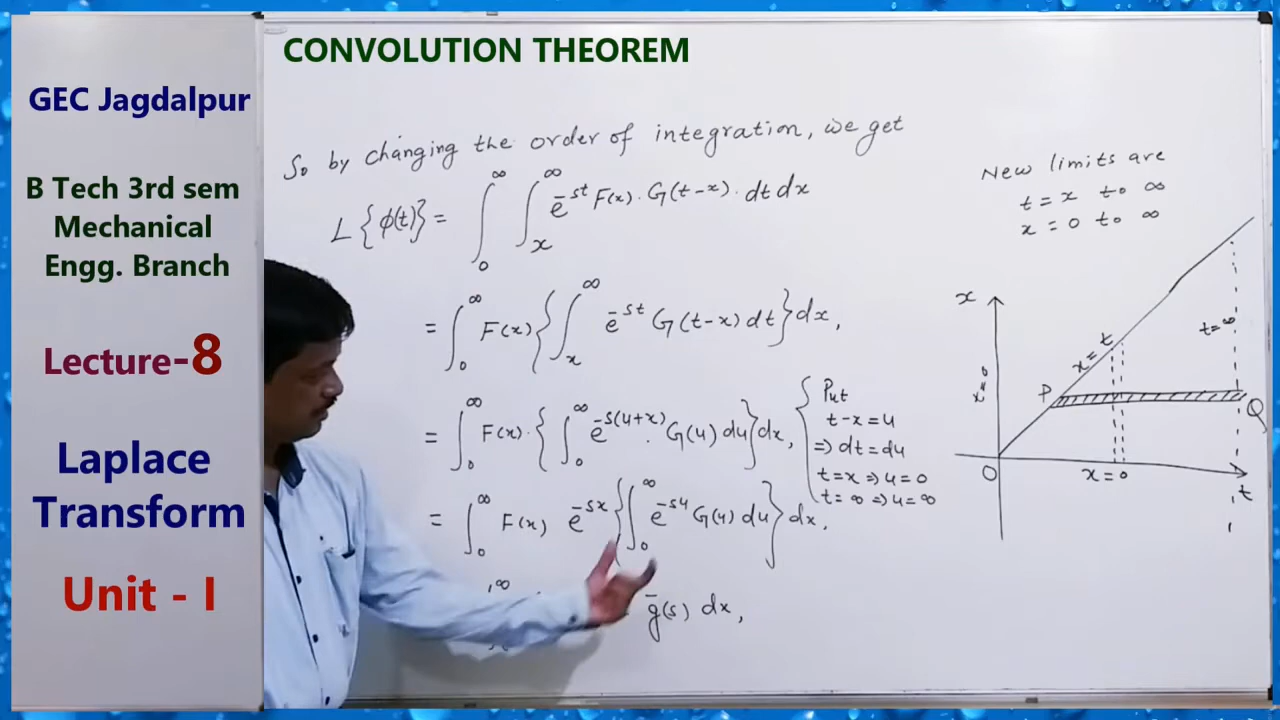 CONVOLUTION THEOREM
GEC Jagdalpur
B Tech 3rd sem
Mechanical
Engg. Branch
Lecture-8
Laplace
Transform
Unit - I
So by changing the order of integration, we get
L{φ(t)} = ∫₀^∞ ∫ₓ^∞ e^{-st} F(x)· G(t-x)· dt dx
= ∫₀^∞ F(x) { ∫ₓ^∞ e^{-st} G(t-x) dt } dx,
= ∫₀^∞ F(x)· { ∫₀^∞ e^{-s(u+x)}· G(u) du } dx,
= ∫₀^∞ F(x) e^{-sx} { ∫₀^∞ e^{-su} G(u) du } dx,
∞ ḡ(s) dx,
Put
t-x=u
⇒ dt=du
t=x ⇒ u=0
t=∞ ⇒ u=∞
New limits are
t = x to ∞
x = 0 to ∞
x
t=∞
x=t
x=0
P
Q
O
x=0
t